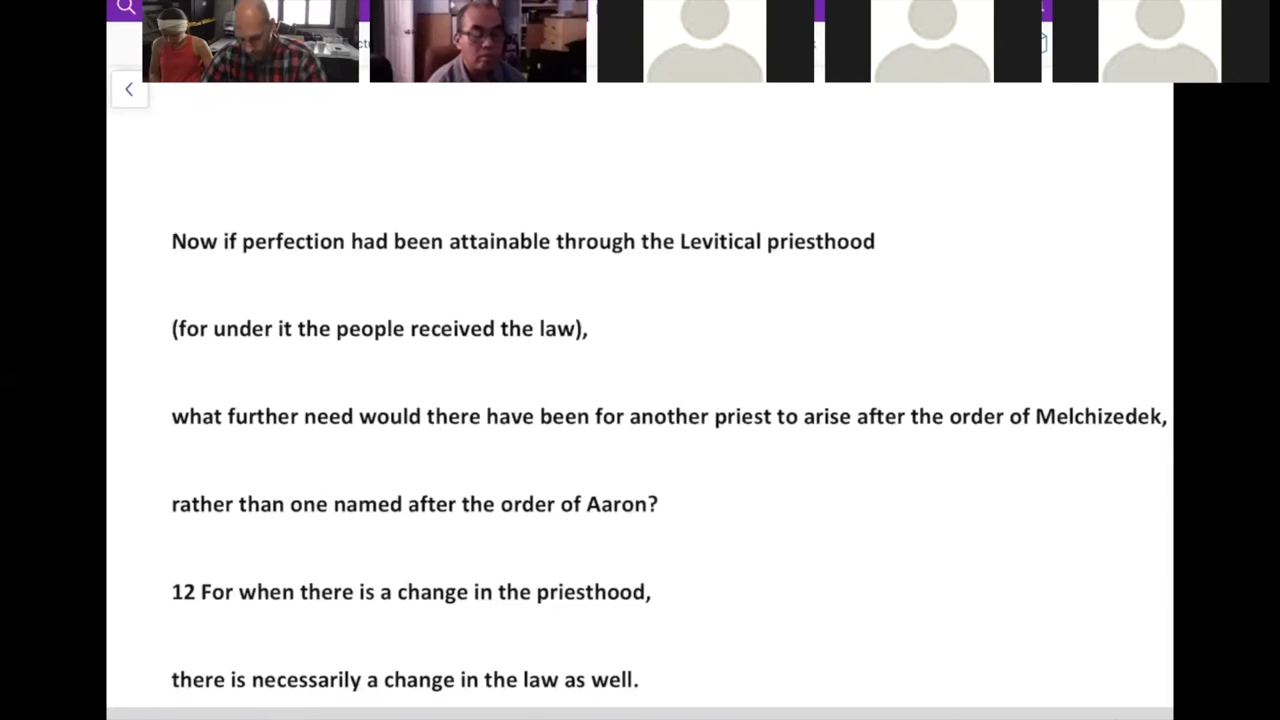 Now if perfection had been attainable through the Levitical priesthood
(for under it the people received the law),
what further need would there have been for another priest to arise after the order of Melchizedek,
rather than one named after the order of Aaron?
12 For when there is a change in the priesthood,
there is necessarily a change in the law as well.